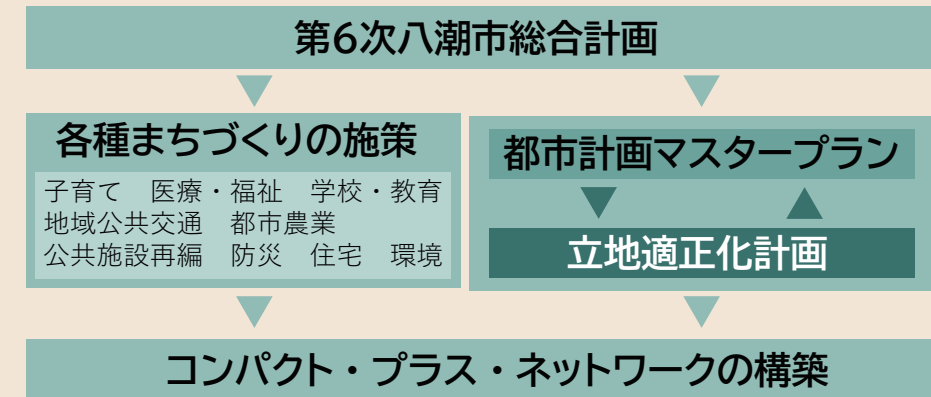 第6次八潮市総合計画
各種まちづくりの施策
子育て　医療・福祉　学校・教育
地域公共交通　都市農業
公共施設再編　防災　住宅　環境
都市計画マスタープラン
立地適正化計画
コンパクト・プラス・ネットワークの構築